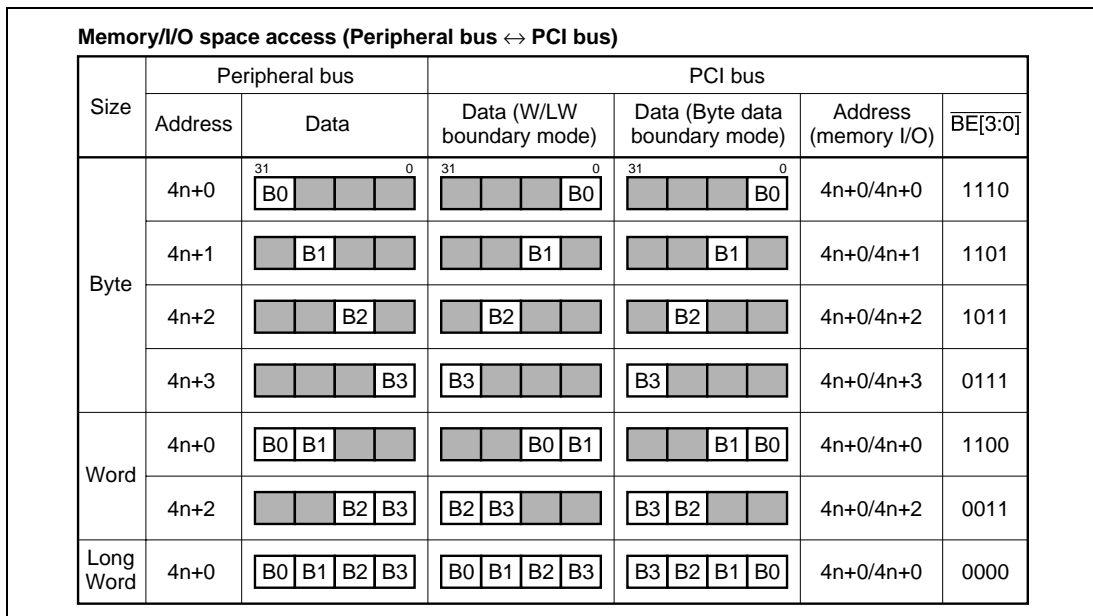 Memory/I/O space access (Peripheral bus ↔ PCI bus)
Size Peripheral bus PCI bus
Address Data Data (W/LW boundary mode) Data (Byte data boundary mode) Address (memory I/O) BE[3:0]
Byte
4n+0 31 0 B0 31 0 B0 31 0 B0 4n+0/4n+0 1110
4n+1 B1 B1 B1 4n+0/4n+1 1101
4n+2 B2 B2 B2 4n+0/4n+2 1011
4n+3 B3 B3 B3 4n+0/4n+3 0111
Word
4n+0 B0 B1 B0 B1 B1 B0 4n+0/4n+0 1100
4n+2 B2 B3 B2 B3 B3 B2 4n+0/4n+2 0011
Long Word
4n+0 B0 B1 B2 B3 B0 B1 B2 B3 B3 B2 B1 B0 4n+0/4n+0 0000